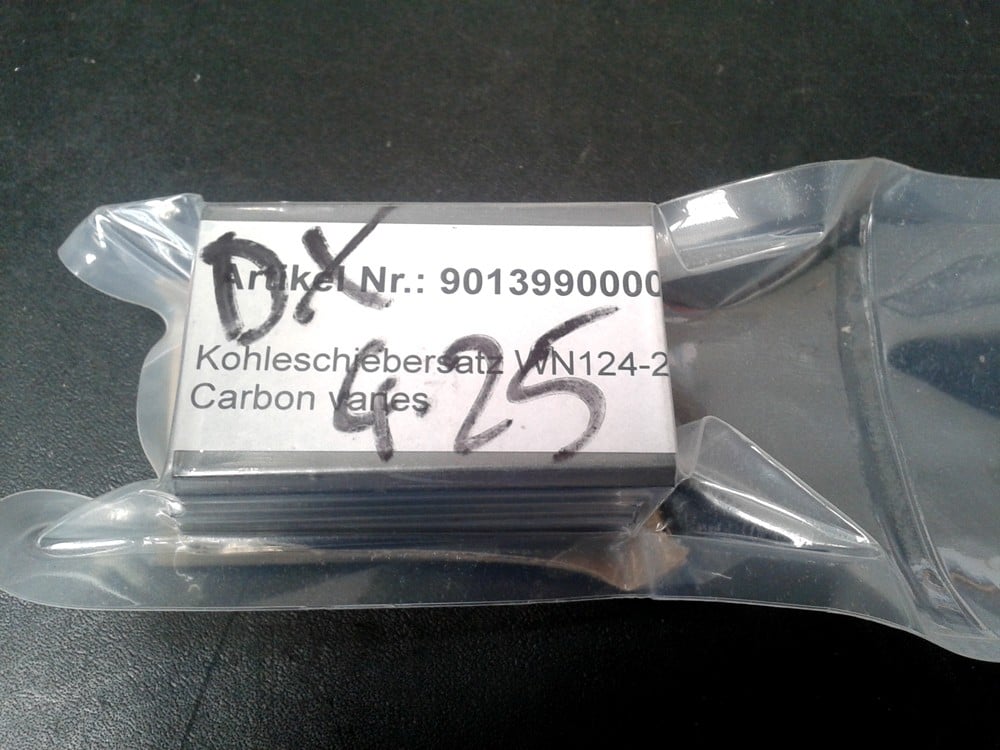 DX
Artikel Nr.: 9013990000
Kohleschiebersatz WN124-2
Carbon vanes
4-25